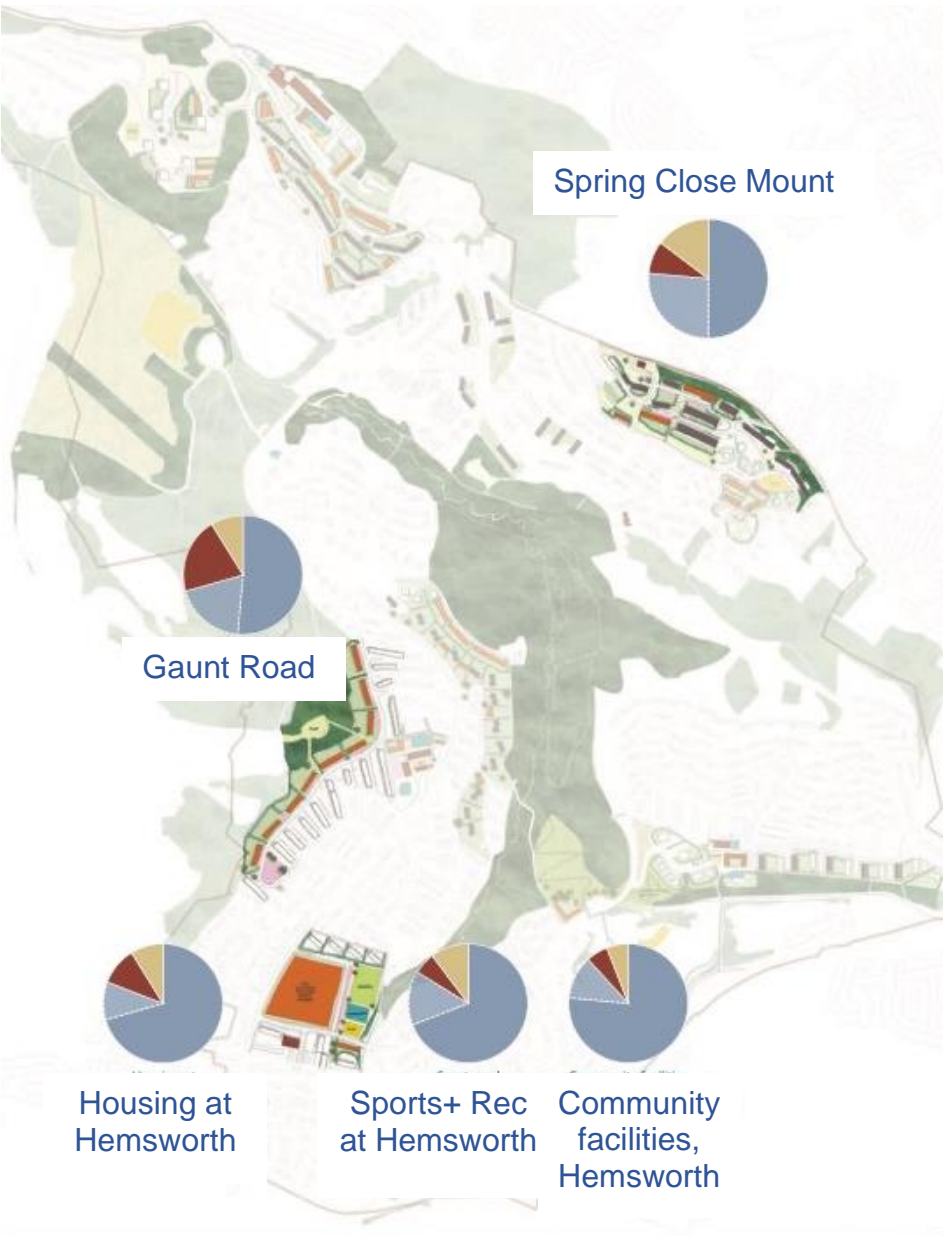 Spring Close Mount
Gaunt Road
Housing at
Hemsworth
Sports+ Rec
at Hemsworth
Community
facilities,
Hemsworth